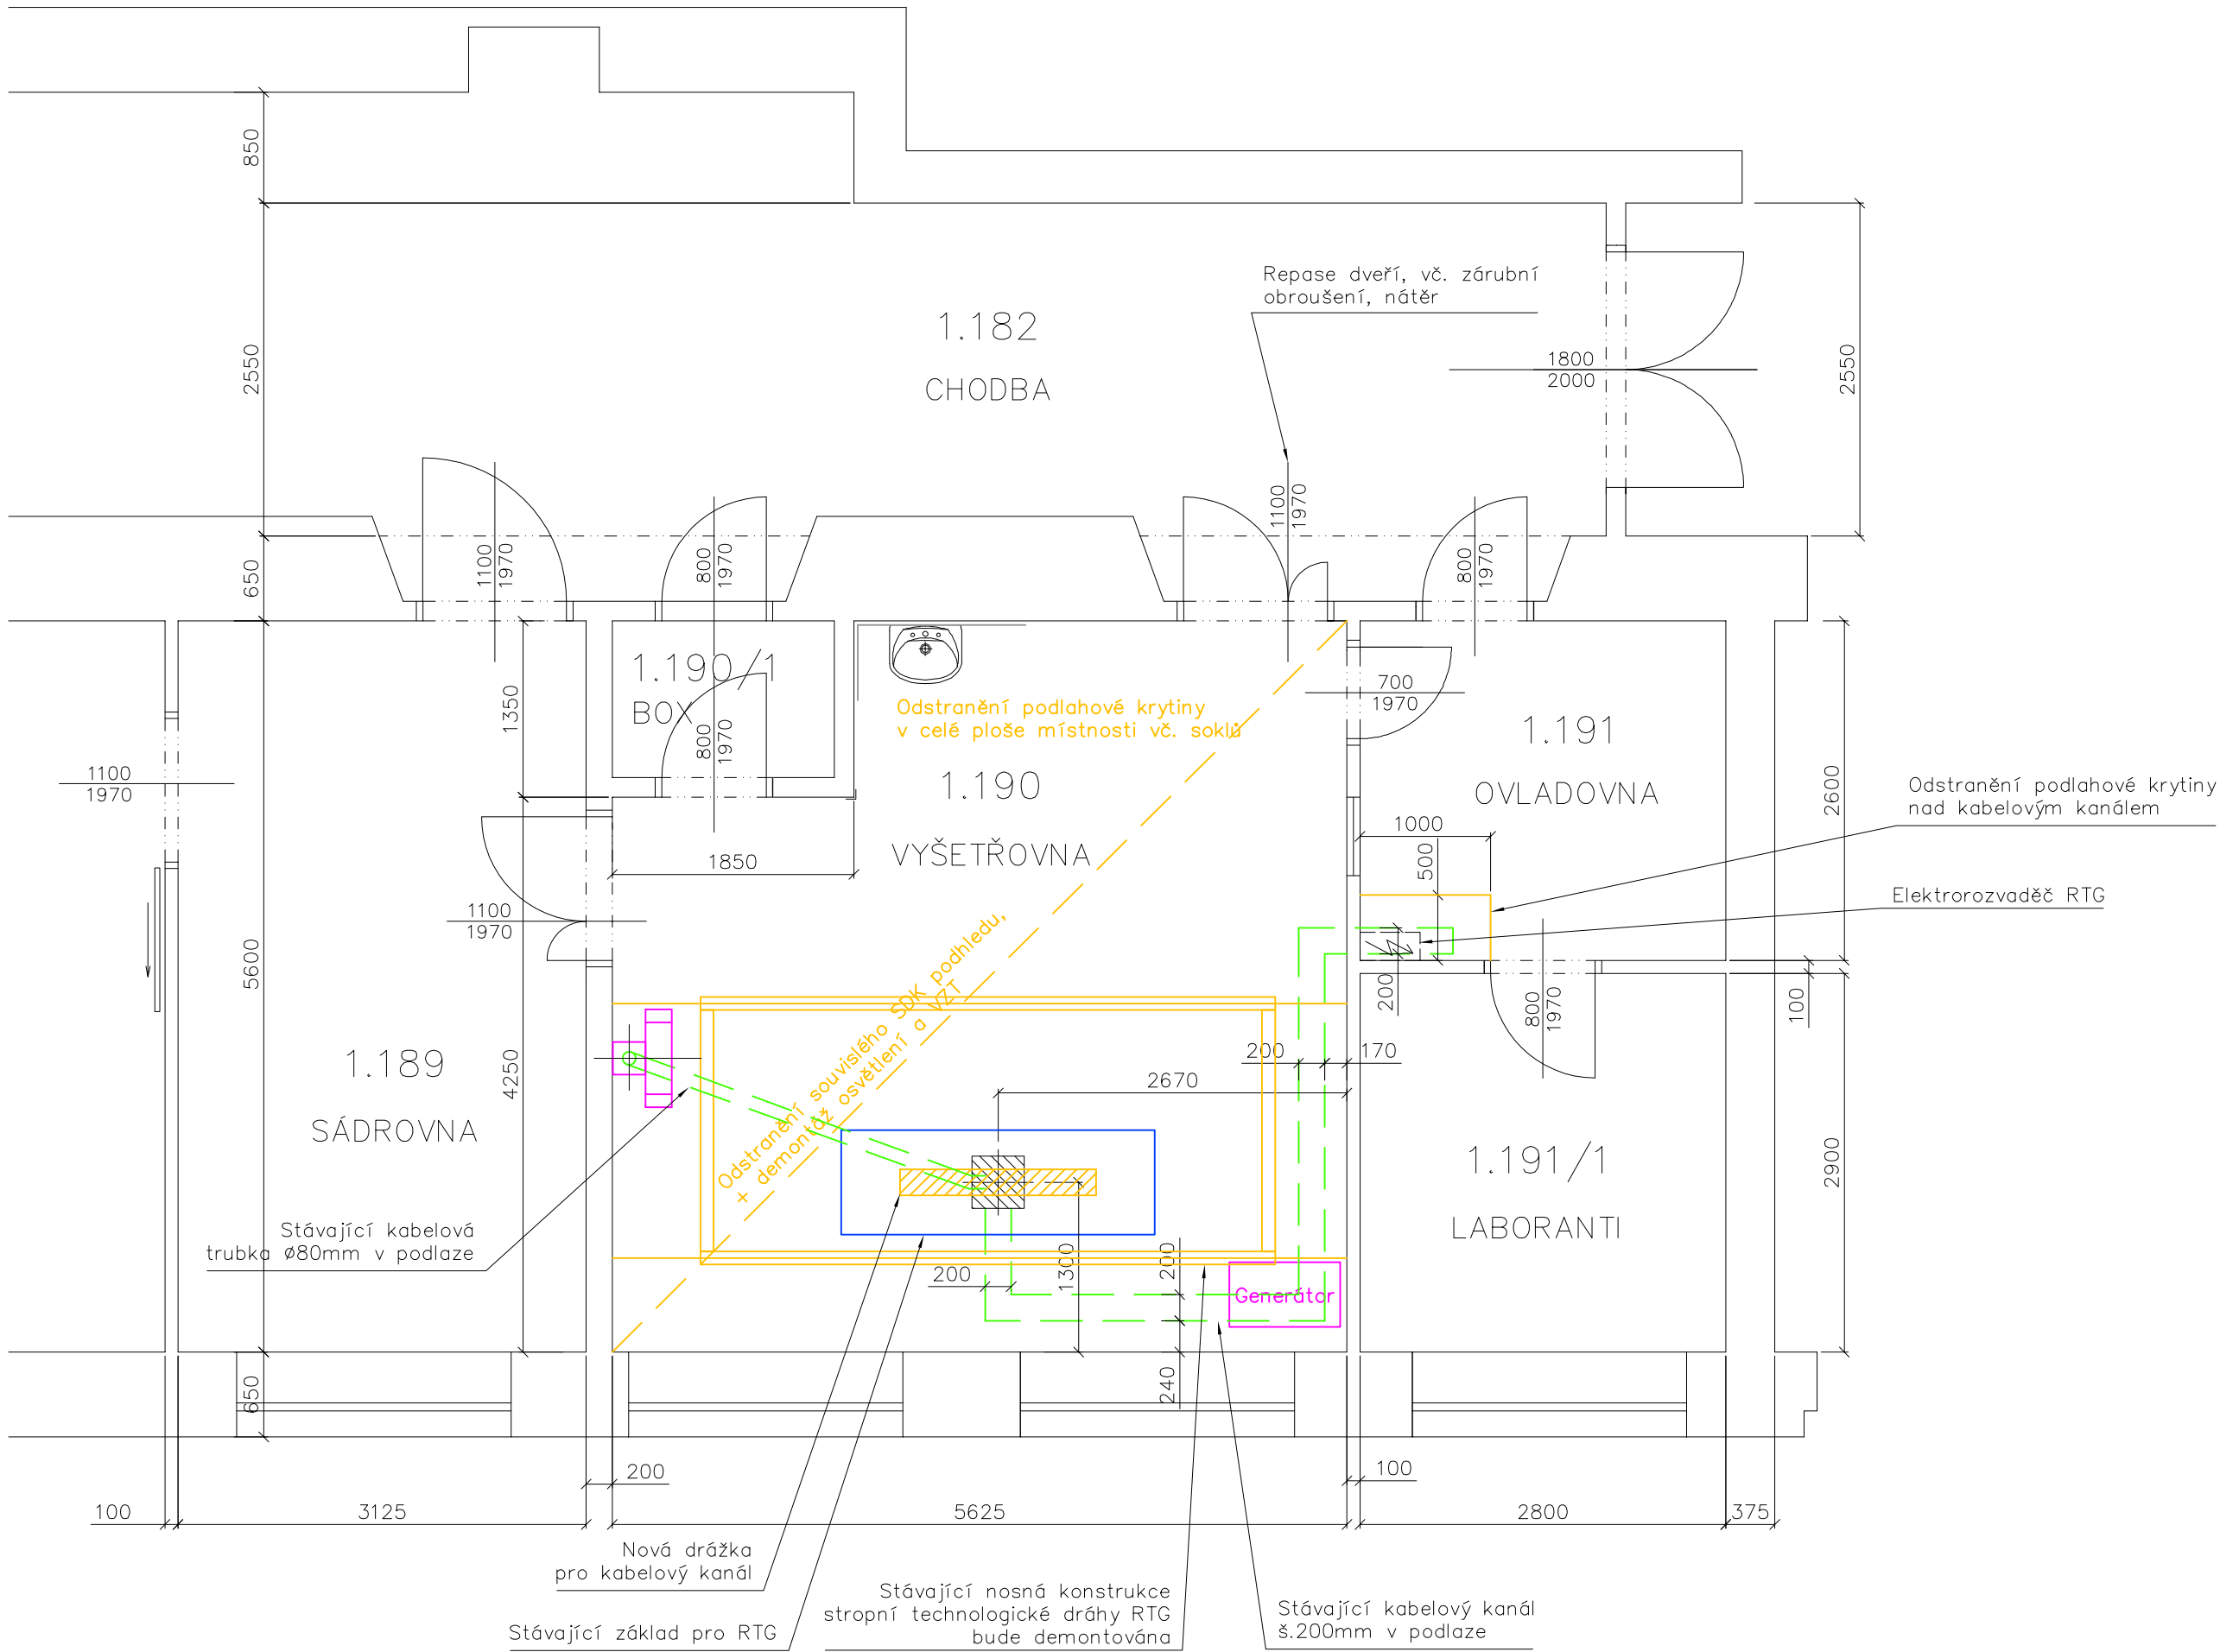 850
2550
650
5600
650
1350
4250
Repase dveří, vč. zárubní
obroušení, nátěr
1.182
CHODBA
1800
2000
2550
1100
1970
800
1970
1100
1970
800
1970
1.190/1
BOX
800
1970
700
1970
Odstranění podlahové krytiny
v celé ploše místnosti vč. soklů
1.190
VYŠETŘOVNA
1.191
OVLADOVNA
Odstranění podlahové krytiny
nad kabelovým kanálem
Elektrorozvaděč RTG
2600
1100
1970
1100
1970
1850
1000
500
200
800
1970
100
Odstranění souvislého SDK podhledu,
+ demontáž osvětlení a VZT
200
170
2670
1.189
SÁDROVNA
1.191/1
LABORANTI
2900
Stávající kabelová
trubka Ø80mm v podlaze
200
1300
200
240
Generátor
200
100
100
3125
5625
2800
375
Nová drážka
pro kabelový kanál
Stávající základ pro RTG
Stávající nosná konstrukce
stropní technologické dráhy RTG
bude demontována
Stávající kabelový kanál
š.200mm v podlaze